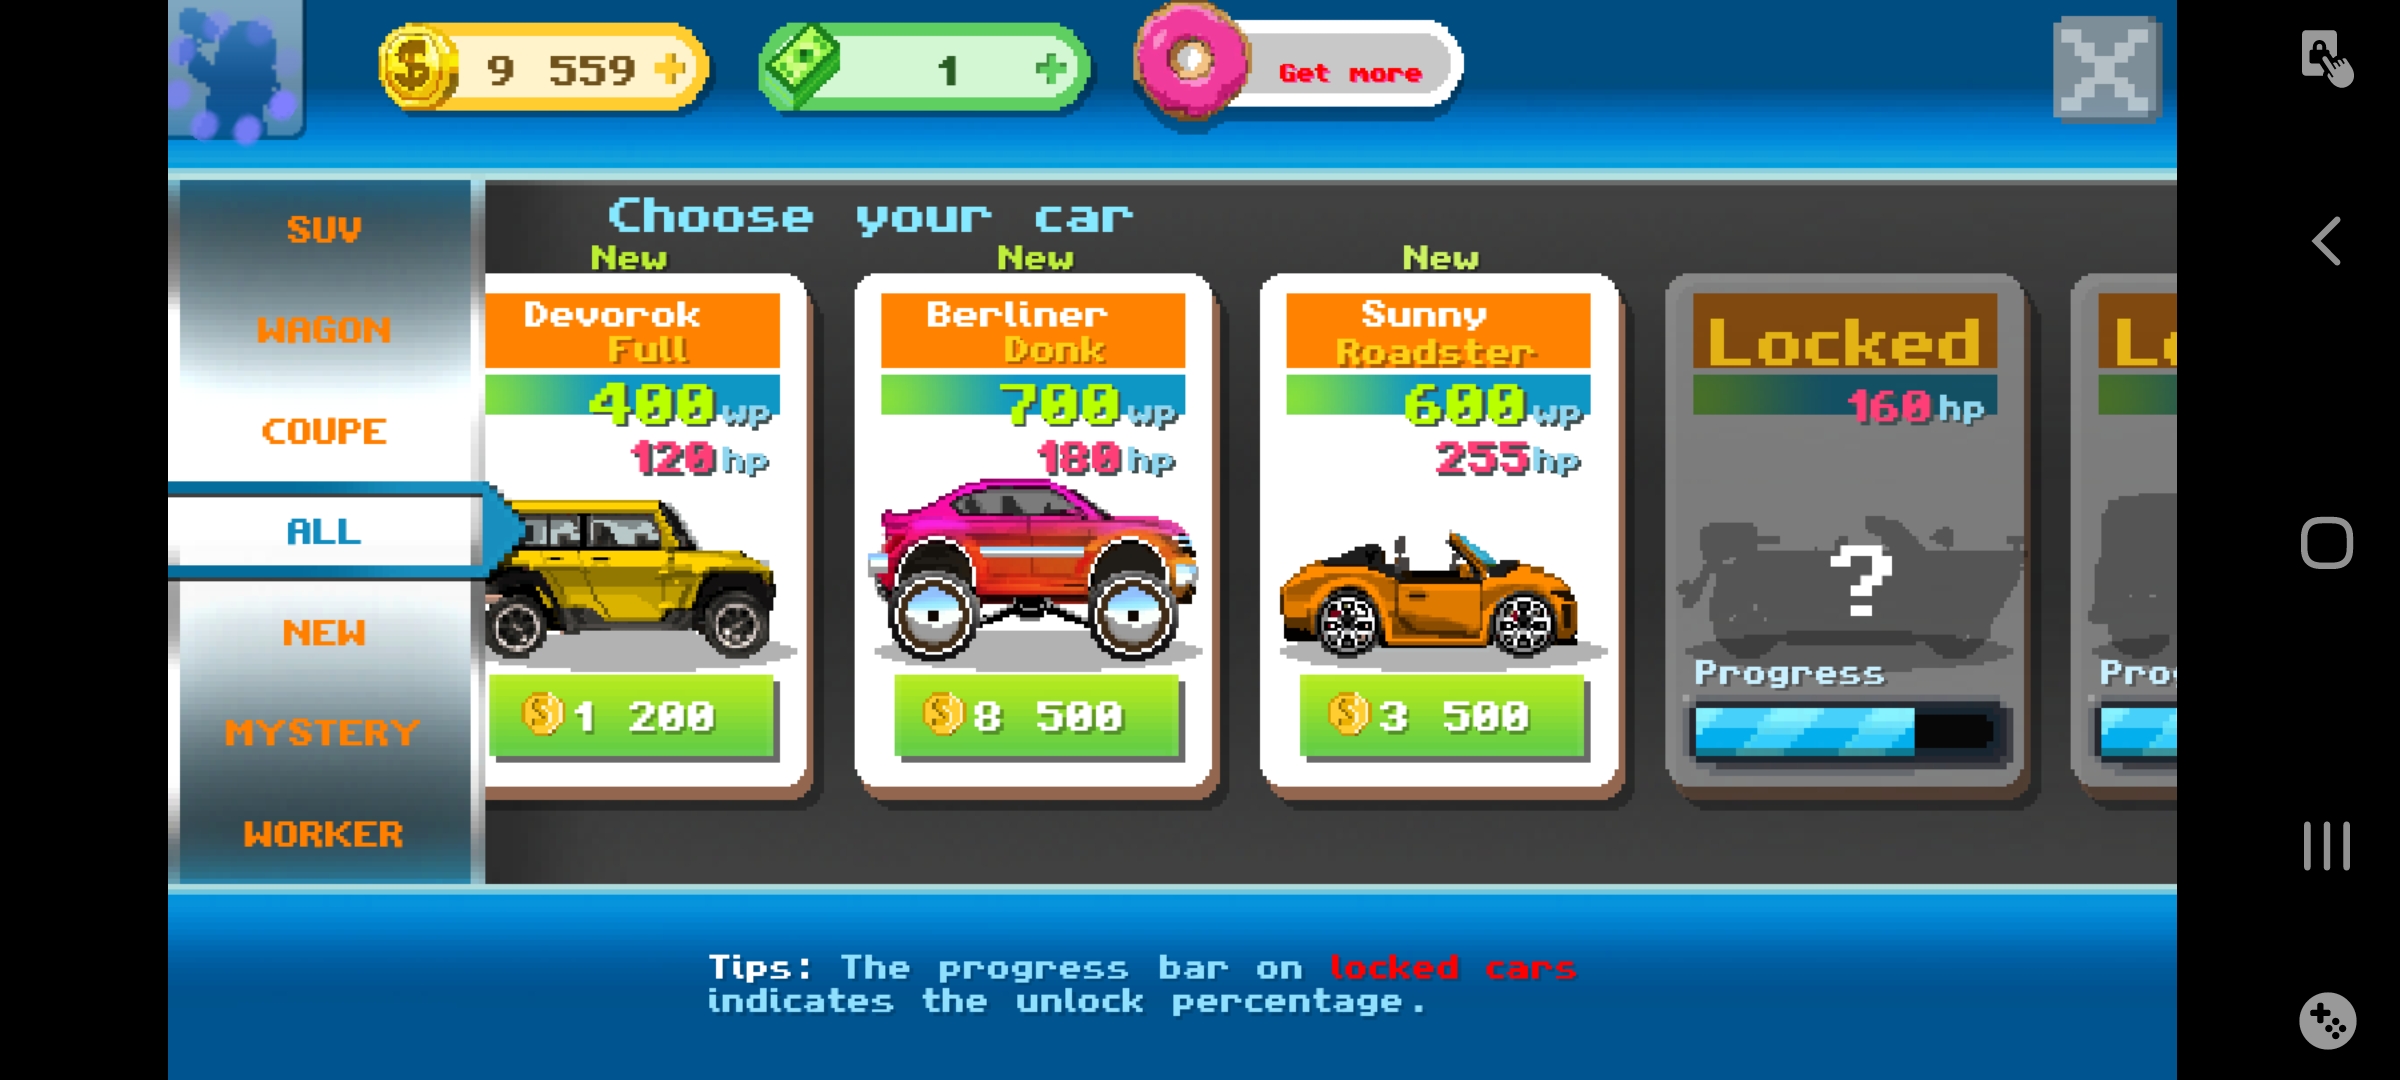 9 559 +
1 +
Get more
SUV
WAGON
COUPE
ALL
NEW
MYSTERY
WORKER
Choose your car
New
Devorok
Full
400 wp
120 hp
1 200
New
Berliner
Donk
700 wp
180 hp
8 500
New
Sunny
Roadster
600 wp
255 hp
3 500
Locked
160 hp
?
Progress
Tips: The progress bar on locked cars
indicates the unlock percentage.